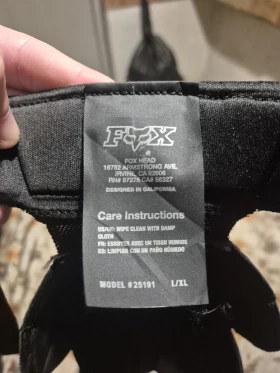 FOX
FOX HEAD
16752 ARMSTRONG AVE.
IRVINE, CA 92606
RN# 97275 CA# 56327
DESIGNED IN CALIFORNIA
Care Instructions
WIPE CLEAN WITH DAMP
CLOTH
FR: ESSUYER AVEC UN TISSU HUMIDE
ES: LIMPIAR CON UN PAÑO HÚMEDO
MODEL #25191 L/XL